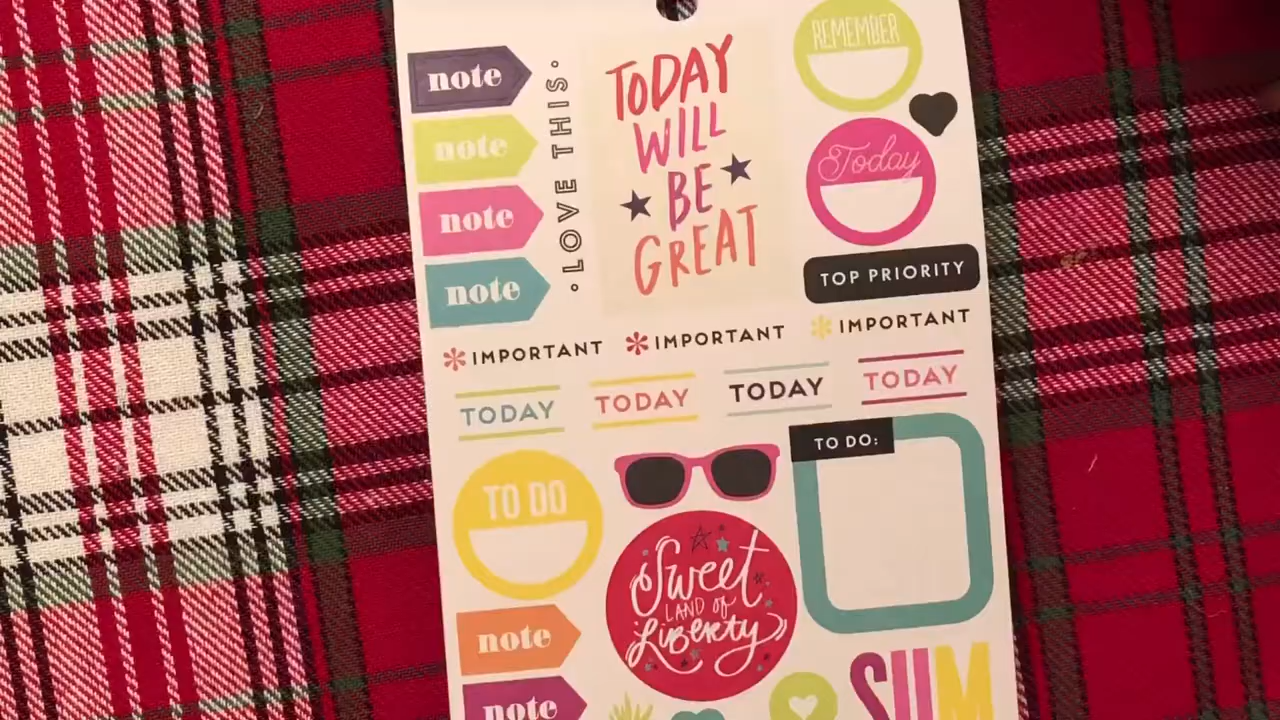 note
note
note
note
• LOVE THIS •
TODAY
WILL
BE
GREAT
REMEMBER
Today
TOP PRIORITY
IMPORTANT
IMPORTANT
IMPORTANT
TODAY
TODAY
TODAY
TODAY
TO DO
TO DO:
Sweet
LAND of
LiBERTY
note
note
SUM